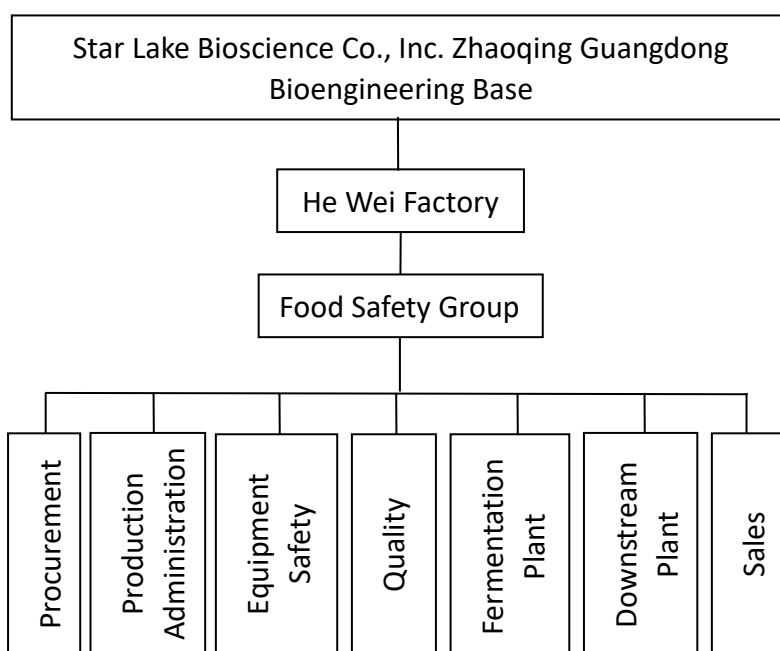 Star Lake Bioscience Co., Inc. Zhaoqing Guangdong
Bioengineering Base
He Wei Factory
Food Safety Group
Procurement
Production
Administration
Equipment
Safety
Quality
Fermentation
Plant
Downstream
Plant
Sales